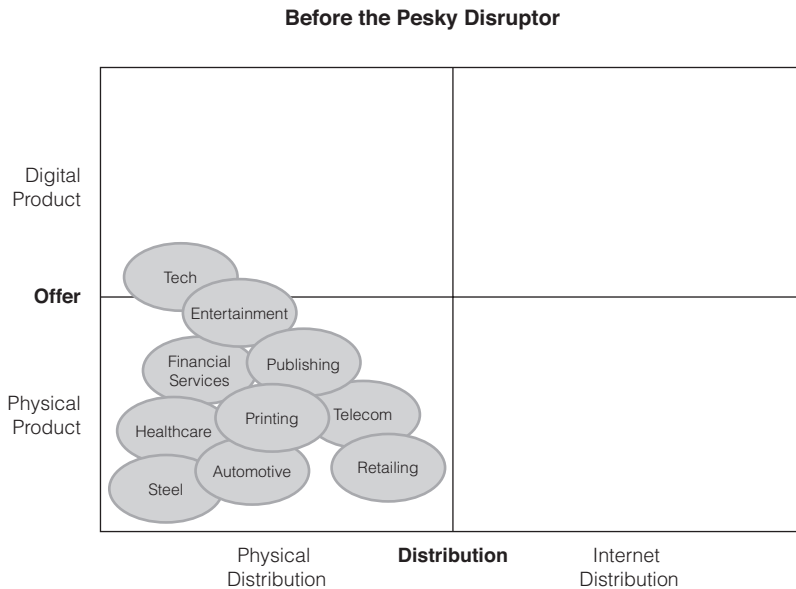 Before the Pesky Disruptor
Digital
Product
Tech
Offer
Entertainment
Financial
Services
Publishing
Physical
Product
Healthcare
Printing
Telecom
Steel
Automotive
Retailing
Physical
Distribution
Distribution
Internet
Distribution